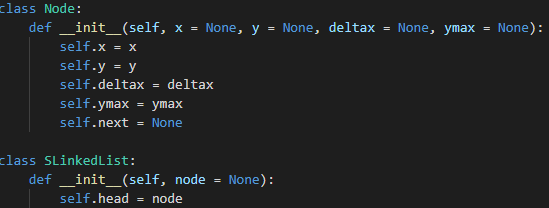 class Node:
    def __init__(self, x = None, y = None, deltax = None, ymax = None):
        self.x = x
        self.y = y
        self.deltax = deltax
        self.ymax = ymax
        self.next = None
class SLinkedList:
    def __init__(self, node = None):
        self.head = node